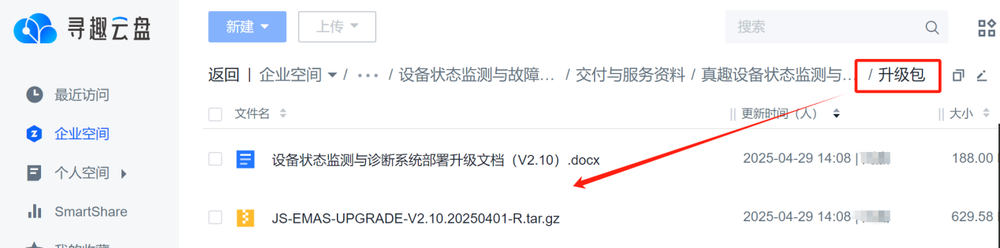 寻趣云盘
新建
上传
搜索
返回 | 企业空间 / ··· / 设备状态监测与故障... / 交付与服务资料 / 真趣设备状态监测与... / 升级包
最近访问
企业空间
个人空间
SmartShare
文件名 更新时间（人） 大小
设备状态监测与诊断系统部署升级文档（V2.10）.docx 2025-04-29 14:08 | 188.00
JS-EMAS-UPGRADE-V2.10.20250401-R.tar.gz 2025-04-29 14:08 629.58